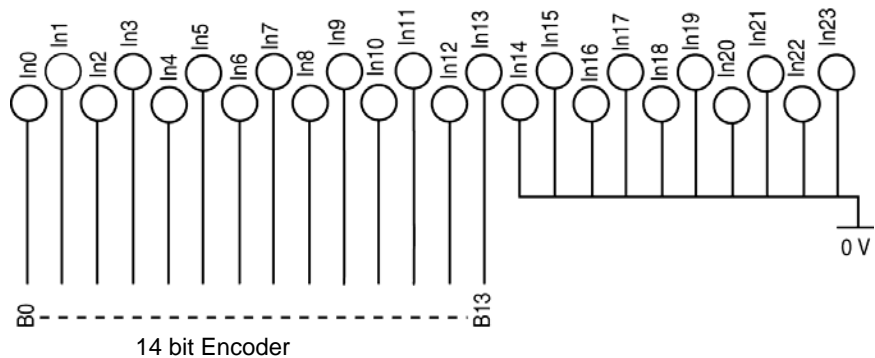 In0
In1
In2
In3
In4
In5
In6
In7
In8
In9
In10
In11
In12
In13
In14
In15
In16
In17
In18
In19
In20
In21
In22
In23
0 V
B0
B13
14 bit Encoder